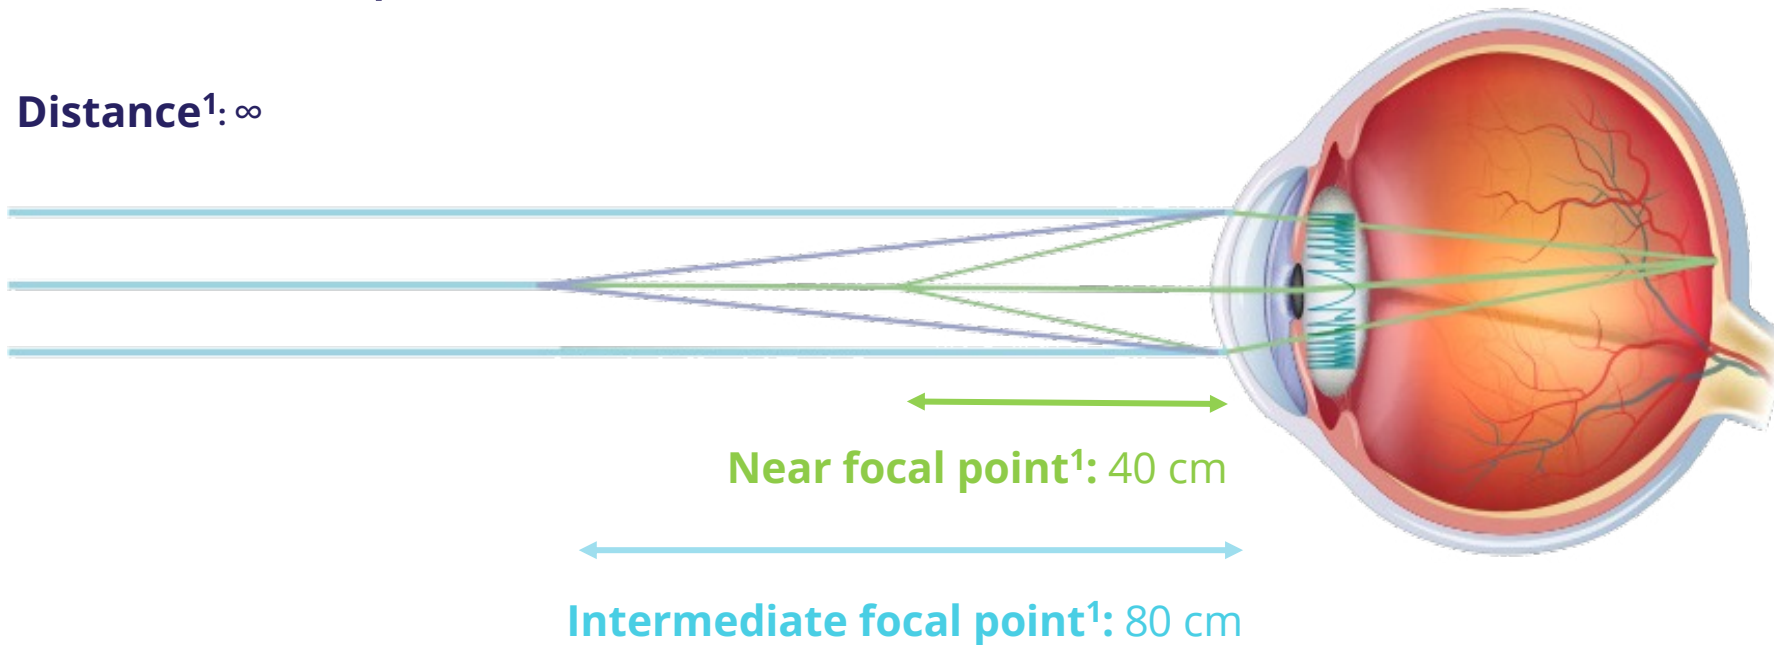 Distance¹: ∞
Near focal point¹: 40 cm
Intermediate focal point¹: 80 cm